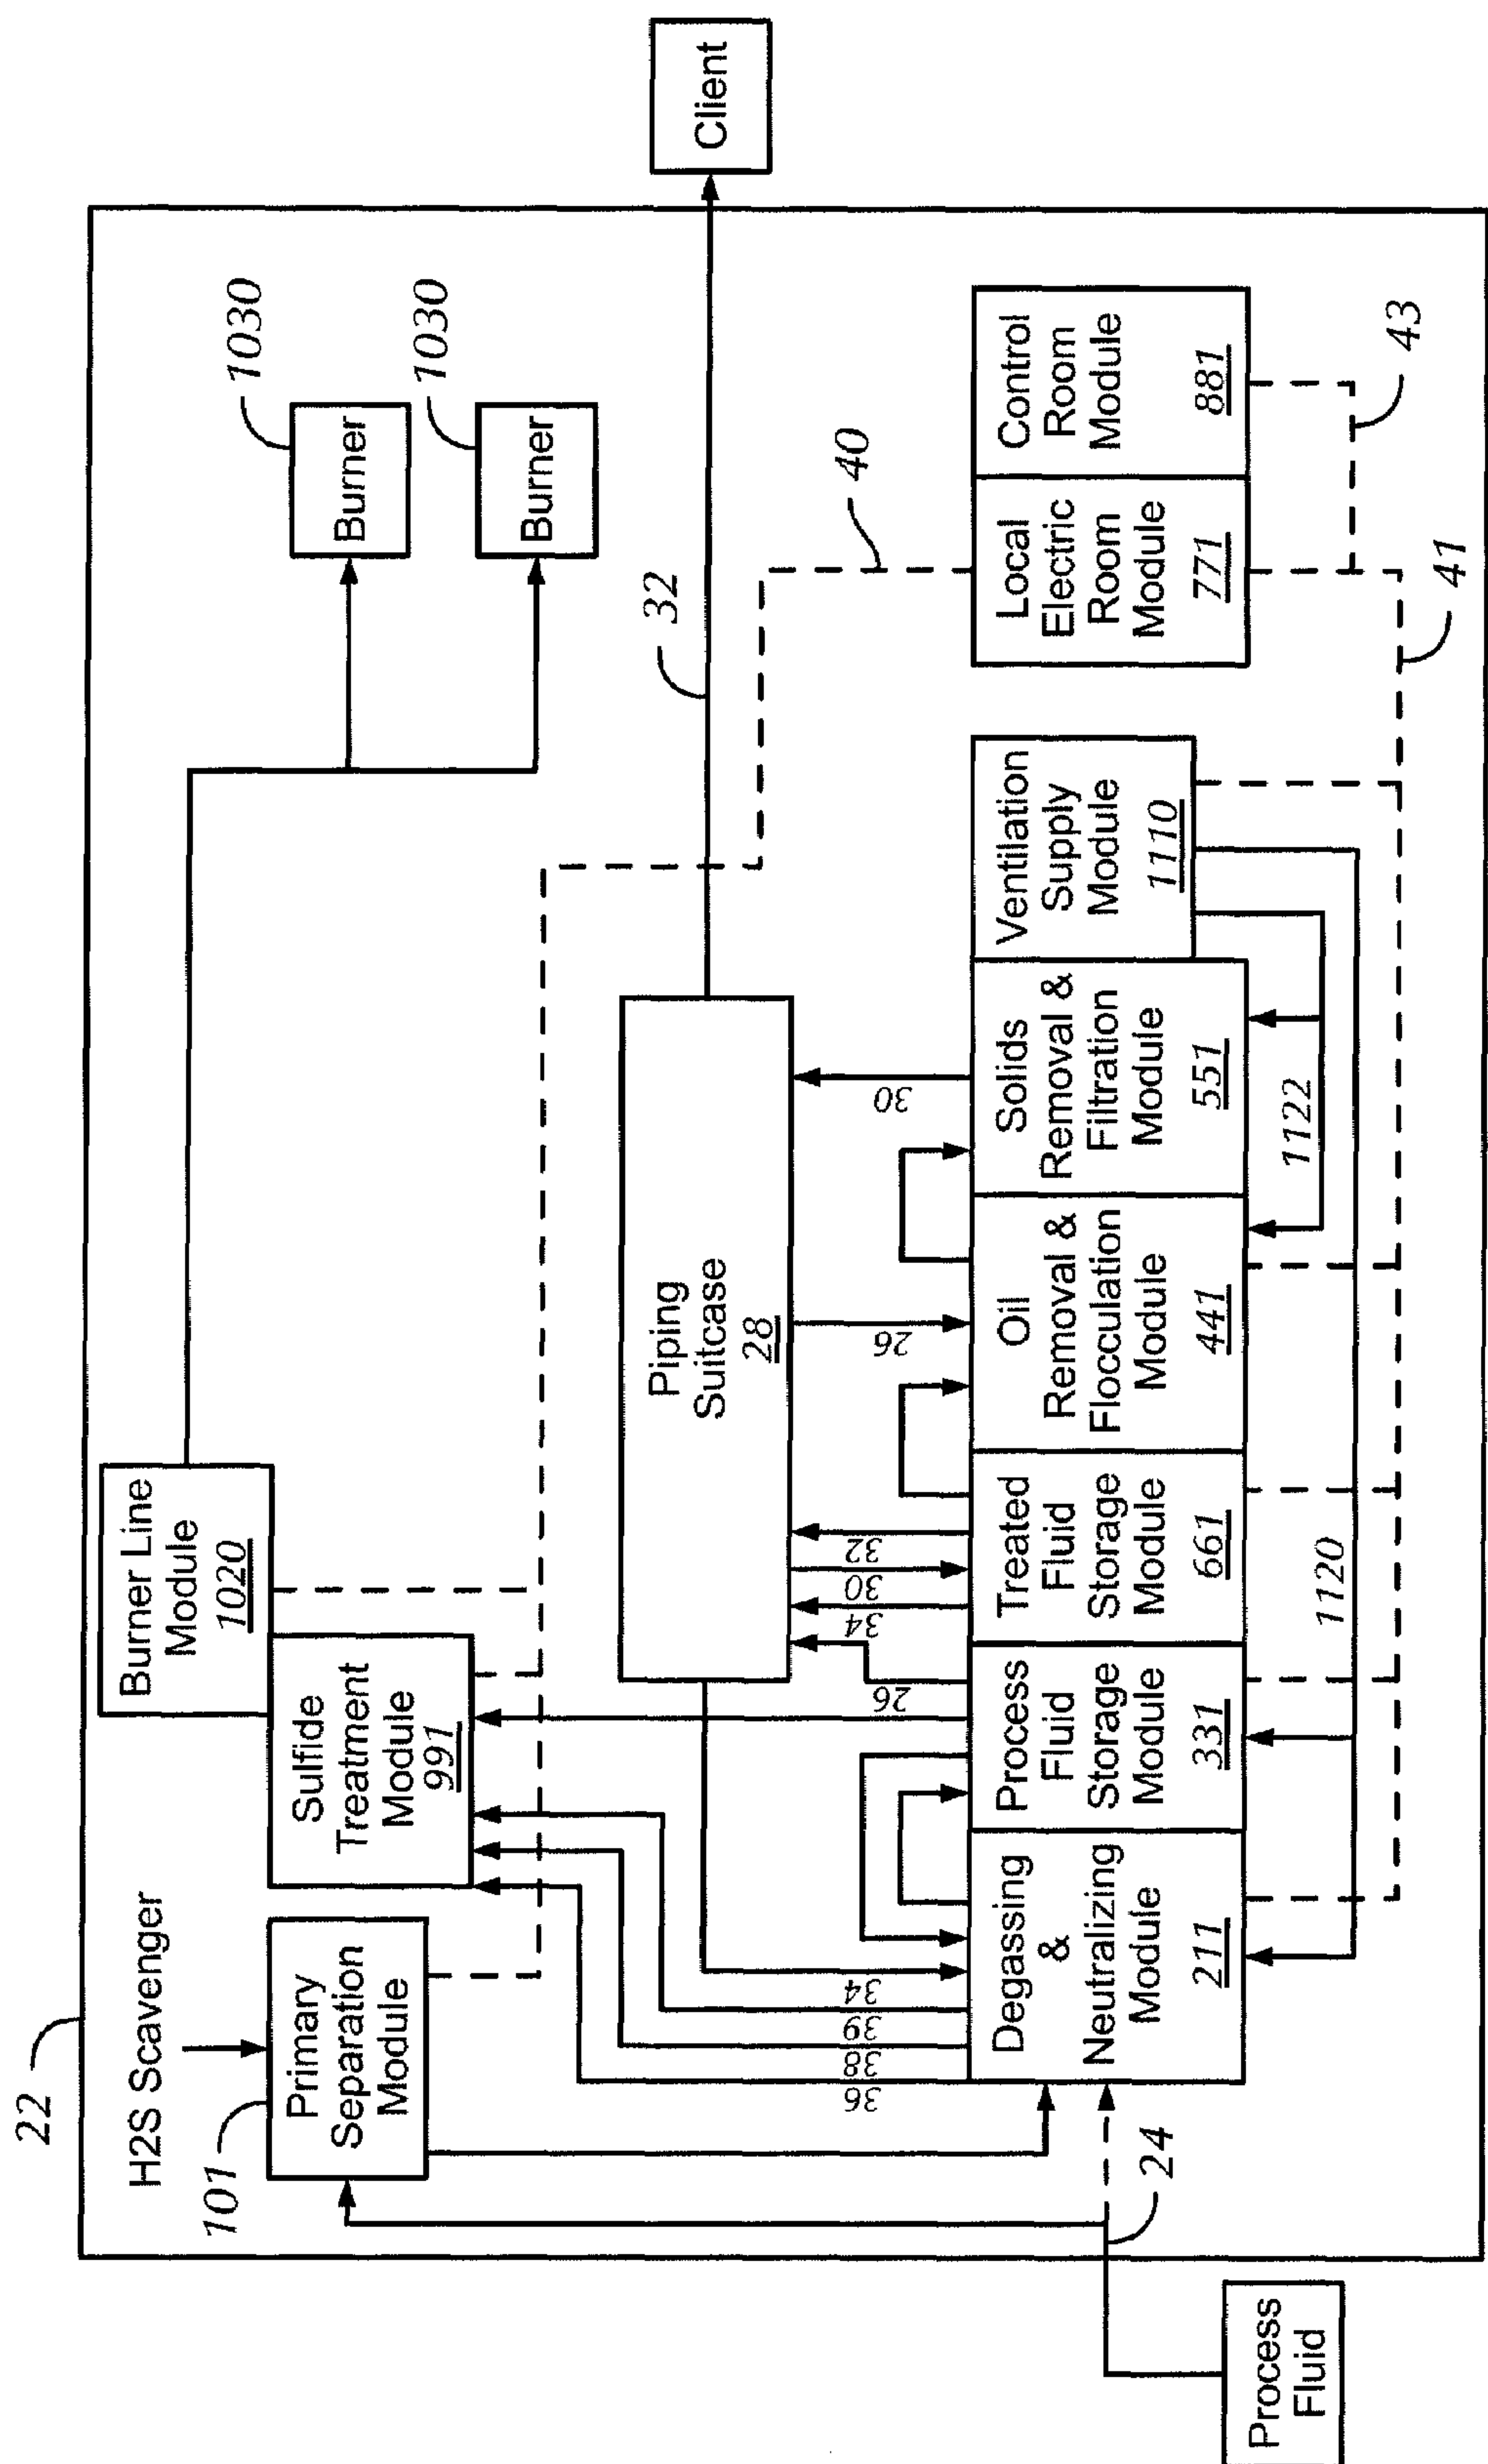 22
H2S Scavenger
101
Primary
Separation
Module
Sulfide
Treatment
Module
991
Burner Line
Module
1020
1030
Burner
1030
Burner
Piping
Suitcase
28
32
Client
40
36
38
39
34
26
34
30
32
26
30
Degassing
&
Neutralizing
Module
211
Process
Fluid
Storage
Module
331
Treated
Fluid
Storage
Module
661
Oil
Removal &
Flocculation
Module
441
Solids
Removal &
Filtration
Module
551
Ventilation
Supply
Module
1110
Local
Electric
Room
Module
771
Control
Room
Module
881
24
1120
1122
41
43
Process
Fluid